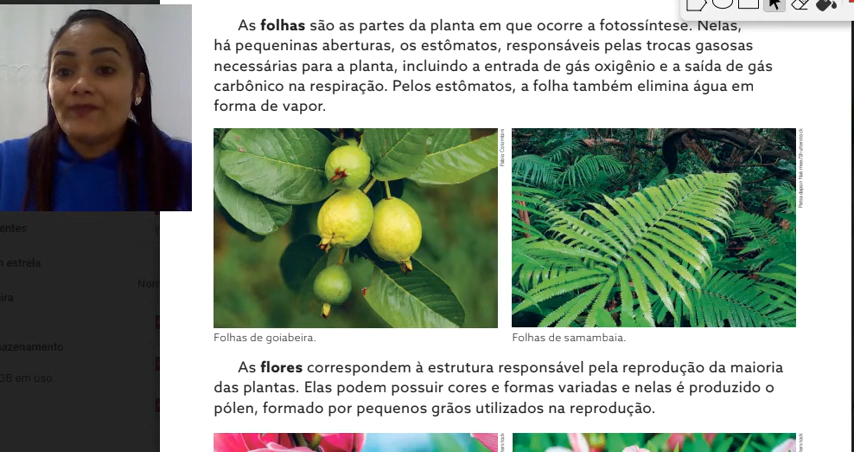 As folhas são as partes da planta em que ocorre a fotossíntese. Nelas,
há pequeninas aberturas, os estômatos, responsáveis pelas trocas gasosas
necessárias para a planta, incluindo a entrada de gás oxigênio e a saída de gás
carbônico na respiração. Pelos estômatos, a folha também elimina água em
forma de vapor.
Folhas de goiabeira.
Folhas de samambaia.
As flores correspondem à estrutura responsável pela reprodução da maioria
das plantas. Elas podem possuir cores e formas variadas e nelas é produzido o
pólen, formado por pequenos grãos utilizados na reprodução.
entes
estrela
Nom
eira
azenamento
GB em uso